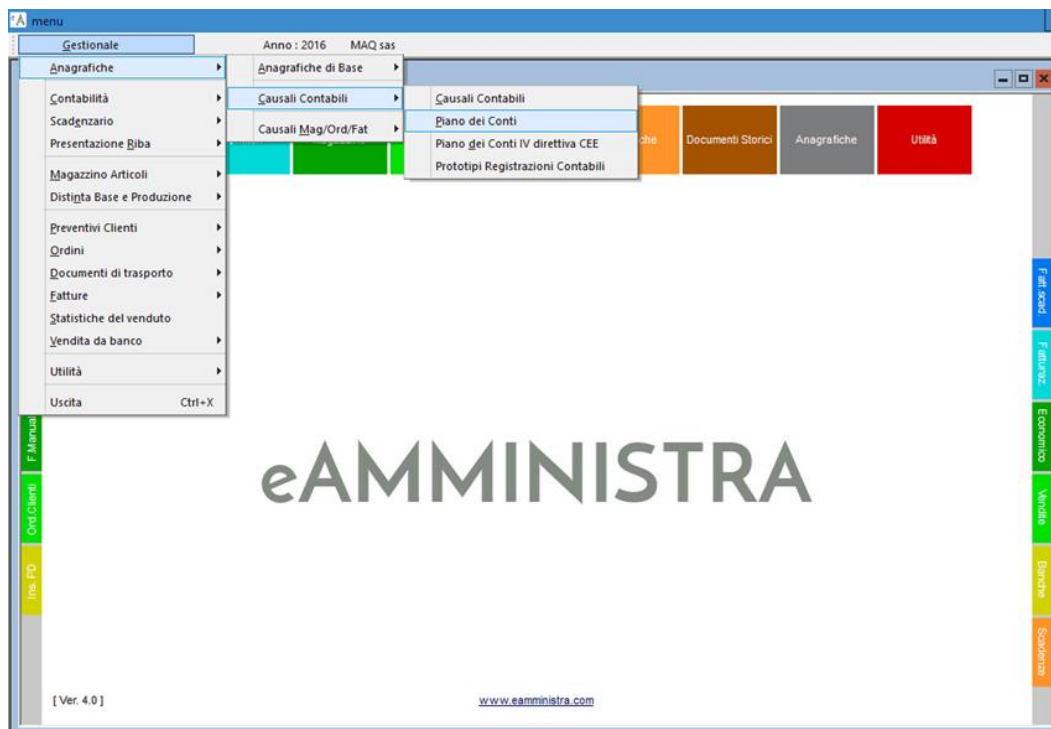 menu
Gestionale Anno : 2016 MAQ sas
Anagrafiche
Contabilità
Scadenzario
Presentazione Riba
Magazzino Articoli
Distinta Base e Produzione
Preventivi Clienti
Ordini
Documenti di trasporto
Fatture
Statistiche del venduto
Vendita da banco
Utilità
Uscita Ctrl+X
Anagrafiche di Base
Causali Contabili
Causali Mag/Ord/Fat
Causali Contabili
Piano dei Conti
Piano dei Conti IV direttiva CEE
Prototipi Registrazioni Contabili
Documenti Storici
Anagrafiche
Utilità
F.Manual
Ord.Clienti
Ins. PD
Fatt.scad.
Fatturaz.
Economico
Vendite
Banche
Scadenze
eAMMINISTRA
[ Ver. 4.0 ]
www.eamministra.com